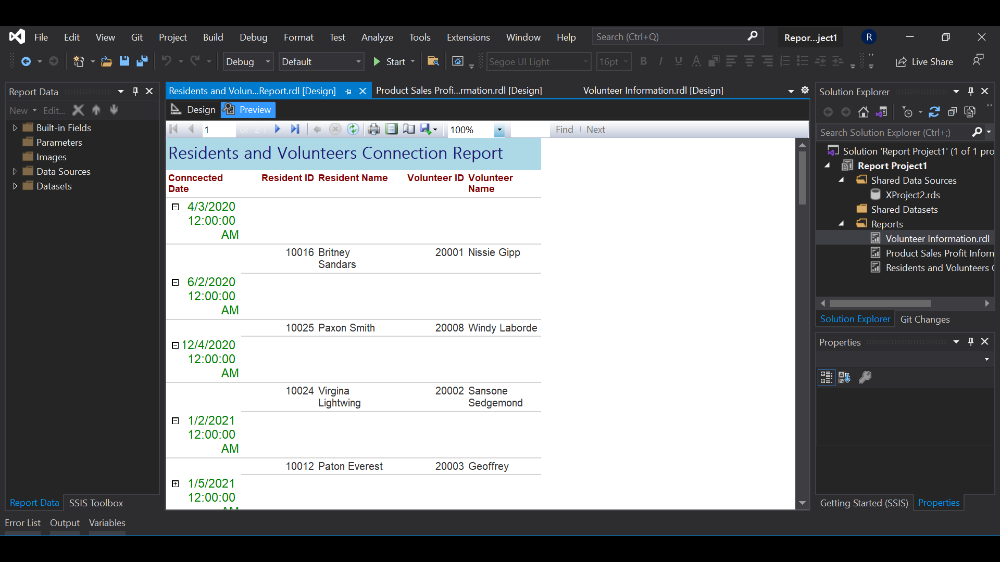 File Edit View Git Project Build Debug Format Test Analyze Tools Extensions Window Help Search (Ctrl+Q) Repor...ject1 R
Debug Default Start Segoe UI Light 16pt B I U A Live Share
Report Data
New Edit...
Built-in Fields
Parameters
Images
Data Sources
Datasets
Report Data SSIS Toolbox
Residents and Volun...Report.rdl [Design] Product Sales Profi...rmation.rdl [Design] Volunteer Information.rdl [Design]
Design Preview
1 of 2 ? 100% Find Next
Residents and Volunteers Connection Report
Conncected Resident ID Resident Name Volunteer ID Volunteer
Date Name
4/3/2020
12:00:00
AM
10016 Britney 20001 Nissie Gipp
Sandars
6/2/2020
12:00:00
AM
10025 Paxon Smith 20008 Windy Laborde
12/4/2020
12:00:00
AM
10024 Virgina 20002 Sansone
Lightwing Sedgemond
1/2/2021
12:00:00
AM
10012 Paton Everest 20003 Geoffrey
1/5/2021
12:00:00
AM
Solution Explorer
Search Solution Explorer (Ctrl+;)
Solution 'Report Project1' (1 of 1 pro
Report Project1
Shared Data Sources
XProject2.rds
Shared Datasets
Reports
Volunteer Information.rdl
Product Sales Profit Inform
Residents and Volunteers C
Solution Explorer Git Changes
Properties
Getting Started (SSIS) Properties
Error List Output Variables